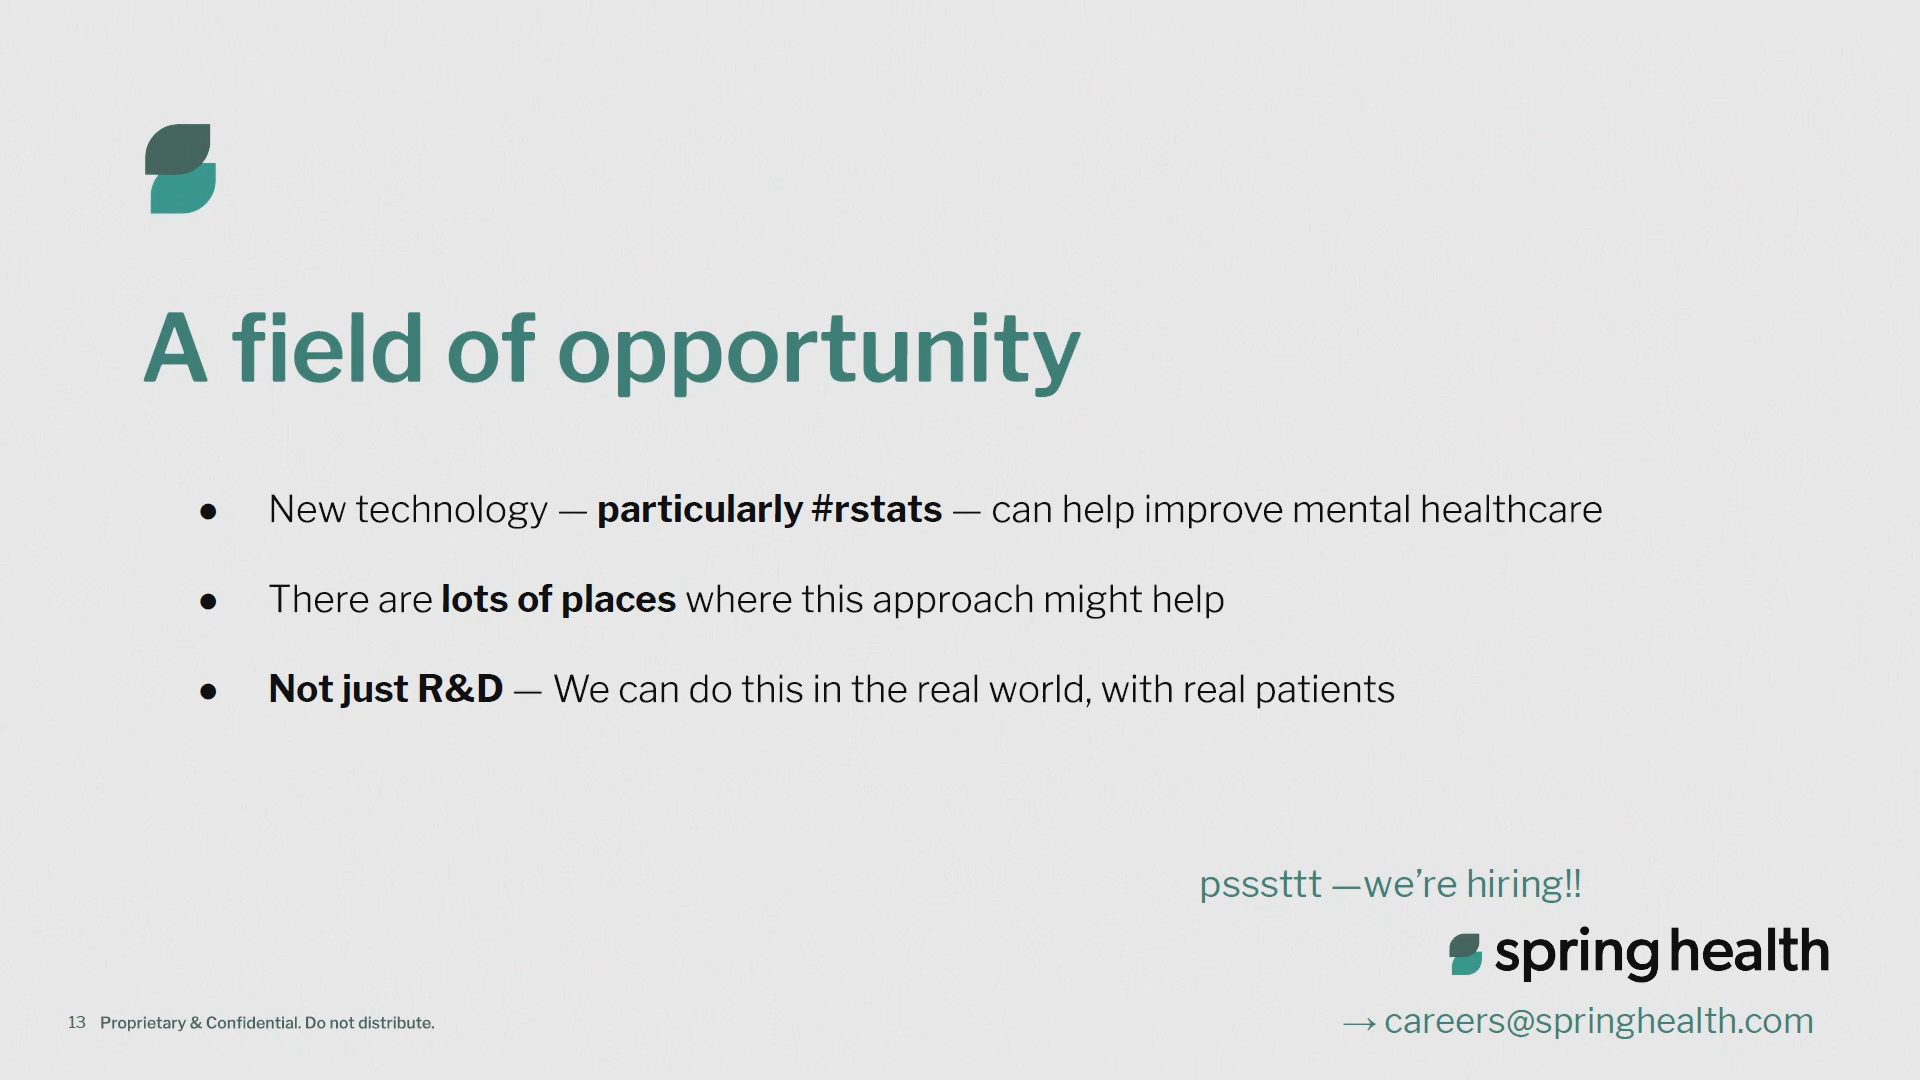 A field of opportunity
● New technology — particularly #rstats — can help improve mental healthcare
● There are lots of places where this approach might help
● Not just R&D — We can do this in the real world, with real patients
psssttt —we’re hiring!!
spring health
→ careers@springhealth.com
13 Proprietary & Confidential. Do not distribute.